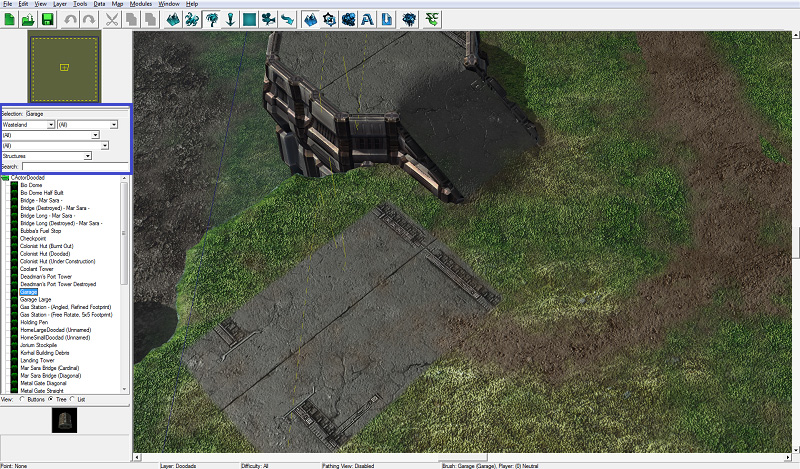 File Edit View Layer Tools Data Map Modules Window Help
Selection: Garage
Wasteland (All)
(All)
(All)
Structures
Search:
CActorDoodad
Bio Dome
Bio Dome Half Built
Bridge - Mar Sara -
Bridge (Destroyed) - Mar Sara -
Bridge Long - Mar Sara -
Bridge Long (Destroyed) - Mar Sara -
Bubba's Fuel Stop
Checkpoint
Colonist Hut (Burnt Out)
Colonist Hut (Doodad)
Colonist Hut (Under Construction)
Coolant Tower
Deadman's Port Tower
Deadman's Port Tower Destroyed
Garage
Garage Large
Gas Station - (Angled, Refined Footprint)
Gas Station - (Free Rotate, 5x5 Footprint)
Holding Pen
HomeLargeDoodad (Unnamed)
HomeSmallDoodad (Unnamed)
Jorium Stockpile
Korhal Building Debris
Landing Tower
Mar Sara Bridge (Cardinal)
Mar Sara Bridge (Diagonal)
Metal Gate Diagonal
Metal Gate Straight
View: Buttons Tree List
Point: None Layer: Doodads Difficulty: All Pathing View: Disabled Brush: Garage (Garage), Player: (0) Neutral